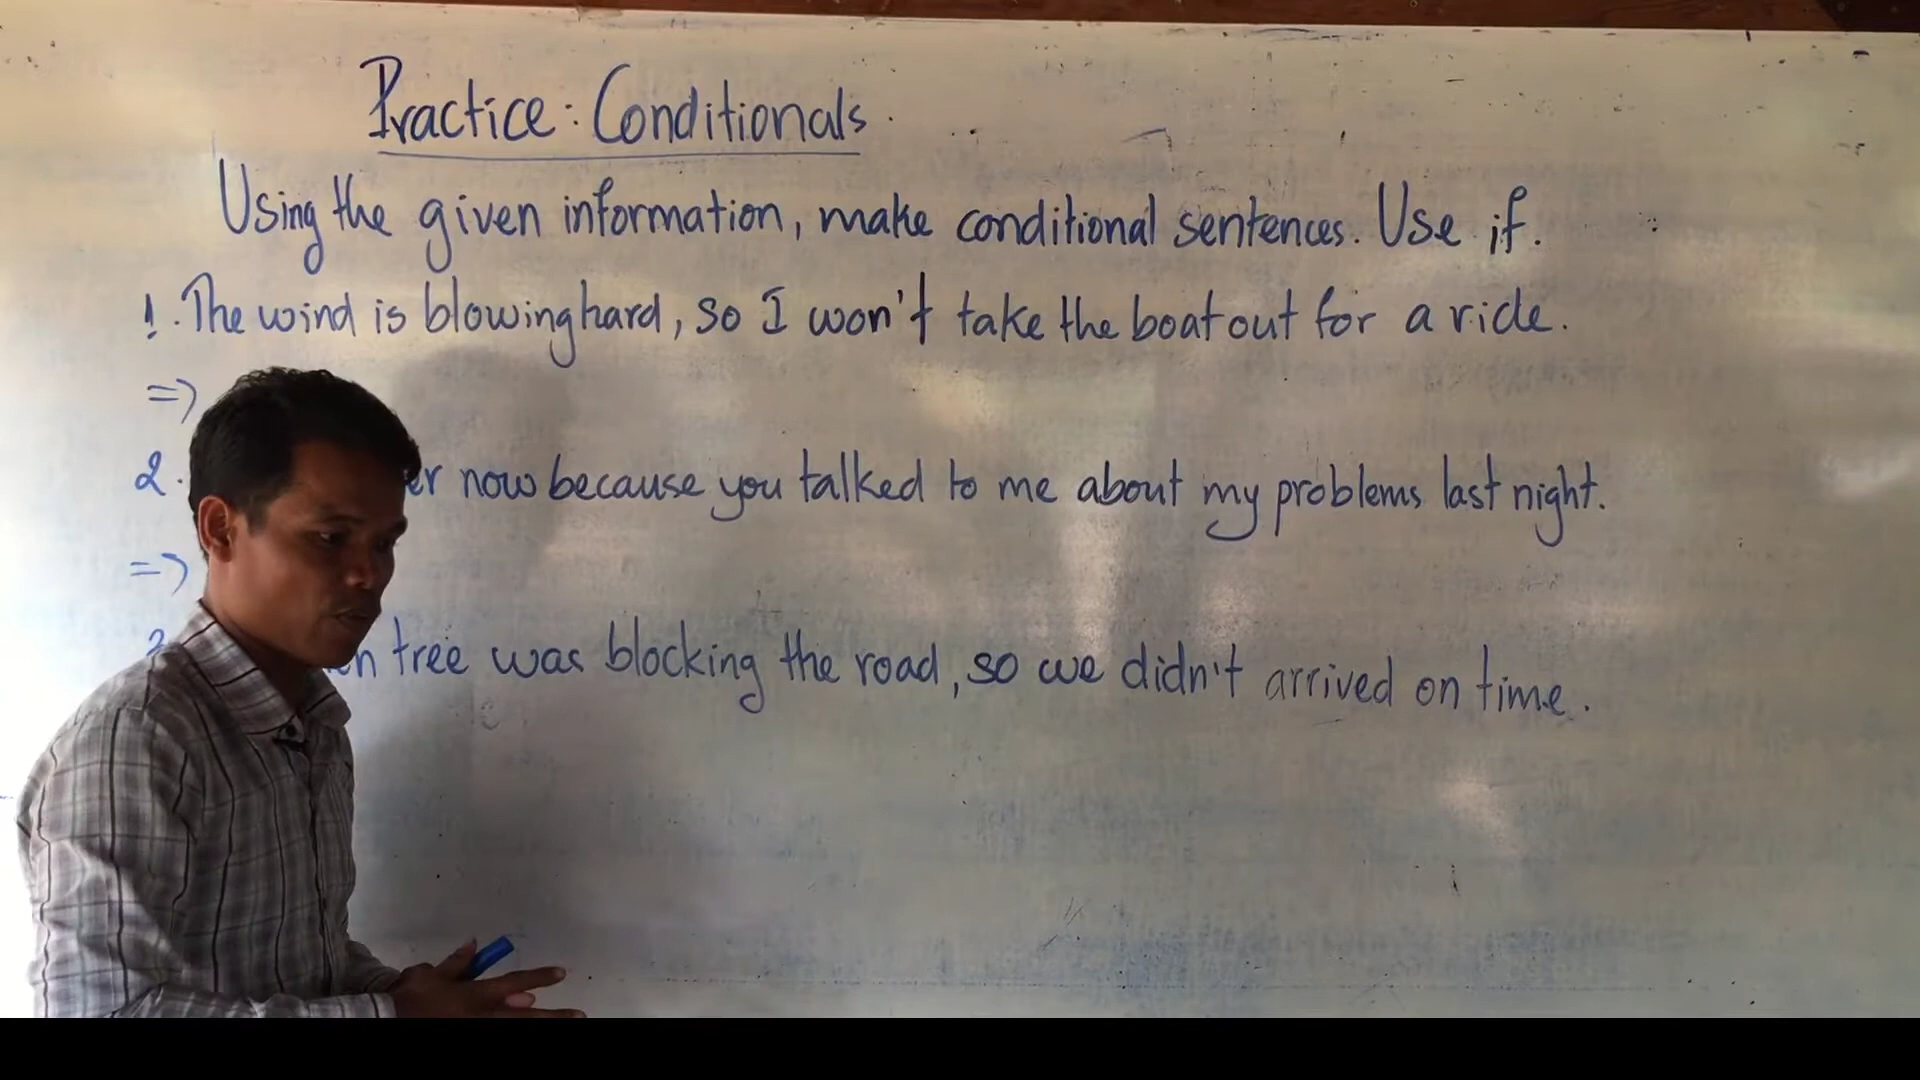 Practice: Conditionals.
Using the given information, make conditional sentences. Use if.
1. The wind is blowing hard, so I won't take the boat out for a ride.
=>
2. now because you talked to me about my problems last night.
=>
tree was blocking the road, so we didn't arrived on time.